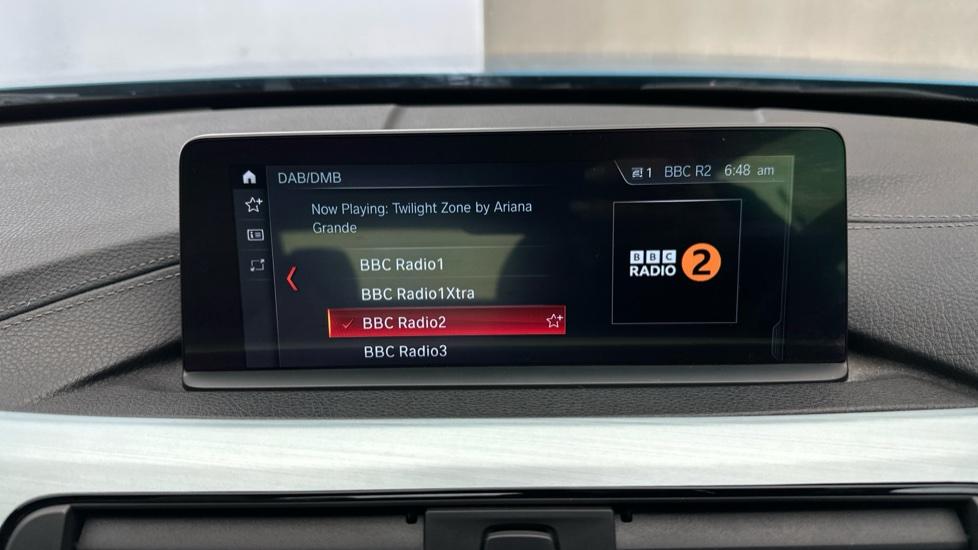 DAB/DMB
1 BBC R2 6:48 am
Now Playing: Twilight Zone by Ariana
Grande
BBC Radio1
BBC Radio1Xtra
BBC Radio2
BBC Radio3
BBC
RADIO 2